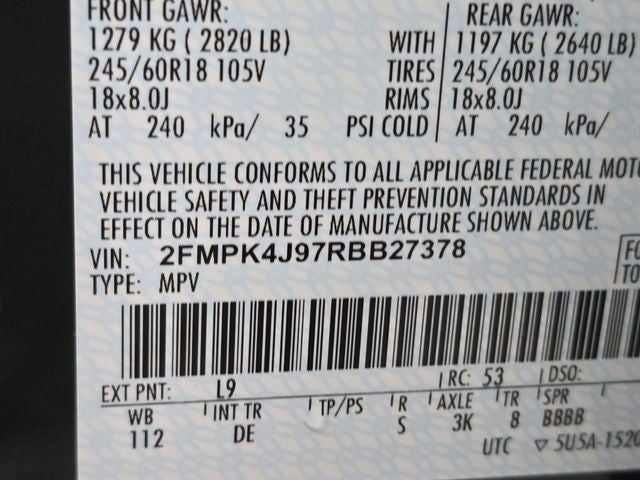 FRONT GAWR: REAR GAWR:
1279 KG ( 2820 LB) WITH 1197 KG ( 2640 LB)
245/60R18 105V TIRES 245/60R18 105V
18x8.0J RIMS 18x8.0J
AT 240 kPa/ 35 PSI COLD AT 240 kPa/
THIS VEHICLE CONFORMS TO ALL APPLICABLE FEDERAL MOTO
VEHICLE SAFETY AND THEFT PREVENTION STANDARDS IN
EFFECT ON THE DATE OF MANUFACTURE SHOWN ABOVE.
VIN: 2FMPK4J97RBB27378
TYPE: MPV
EXT PNT: L9 RC: 53 DSO:
WB INT TR TP/PS R AXLE TR SPR
112 DE S 3K 8 BBBB
UTC ▽ 5U5A-1520